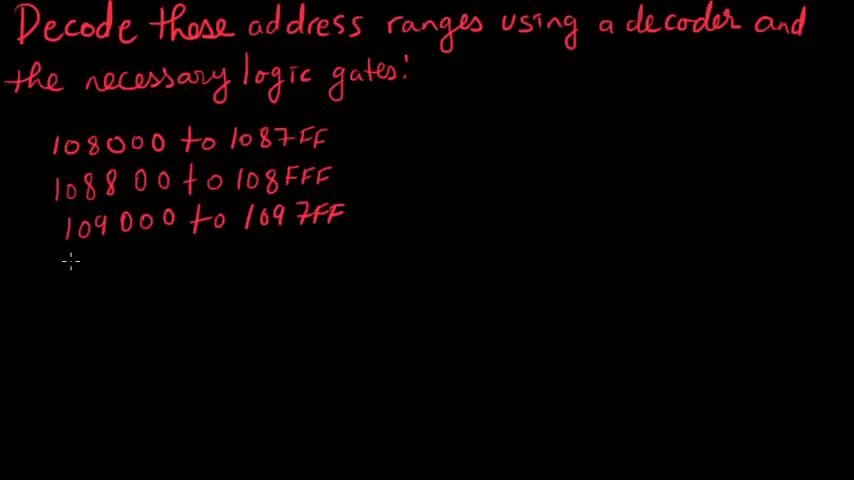 Decode these address ranges using a decoder and
the necessary logic gates:
108000 to 1087FF
108800 to 108FFF
109000 to 1097FF